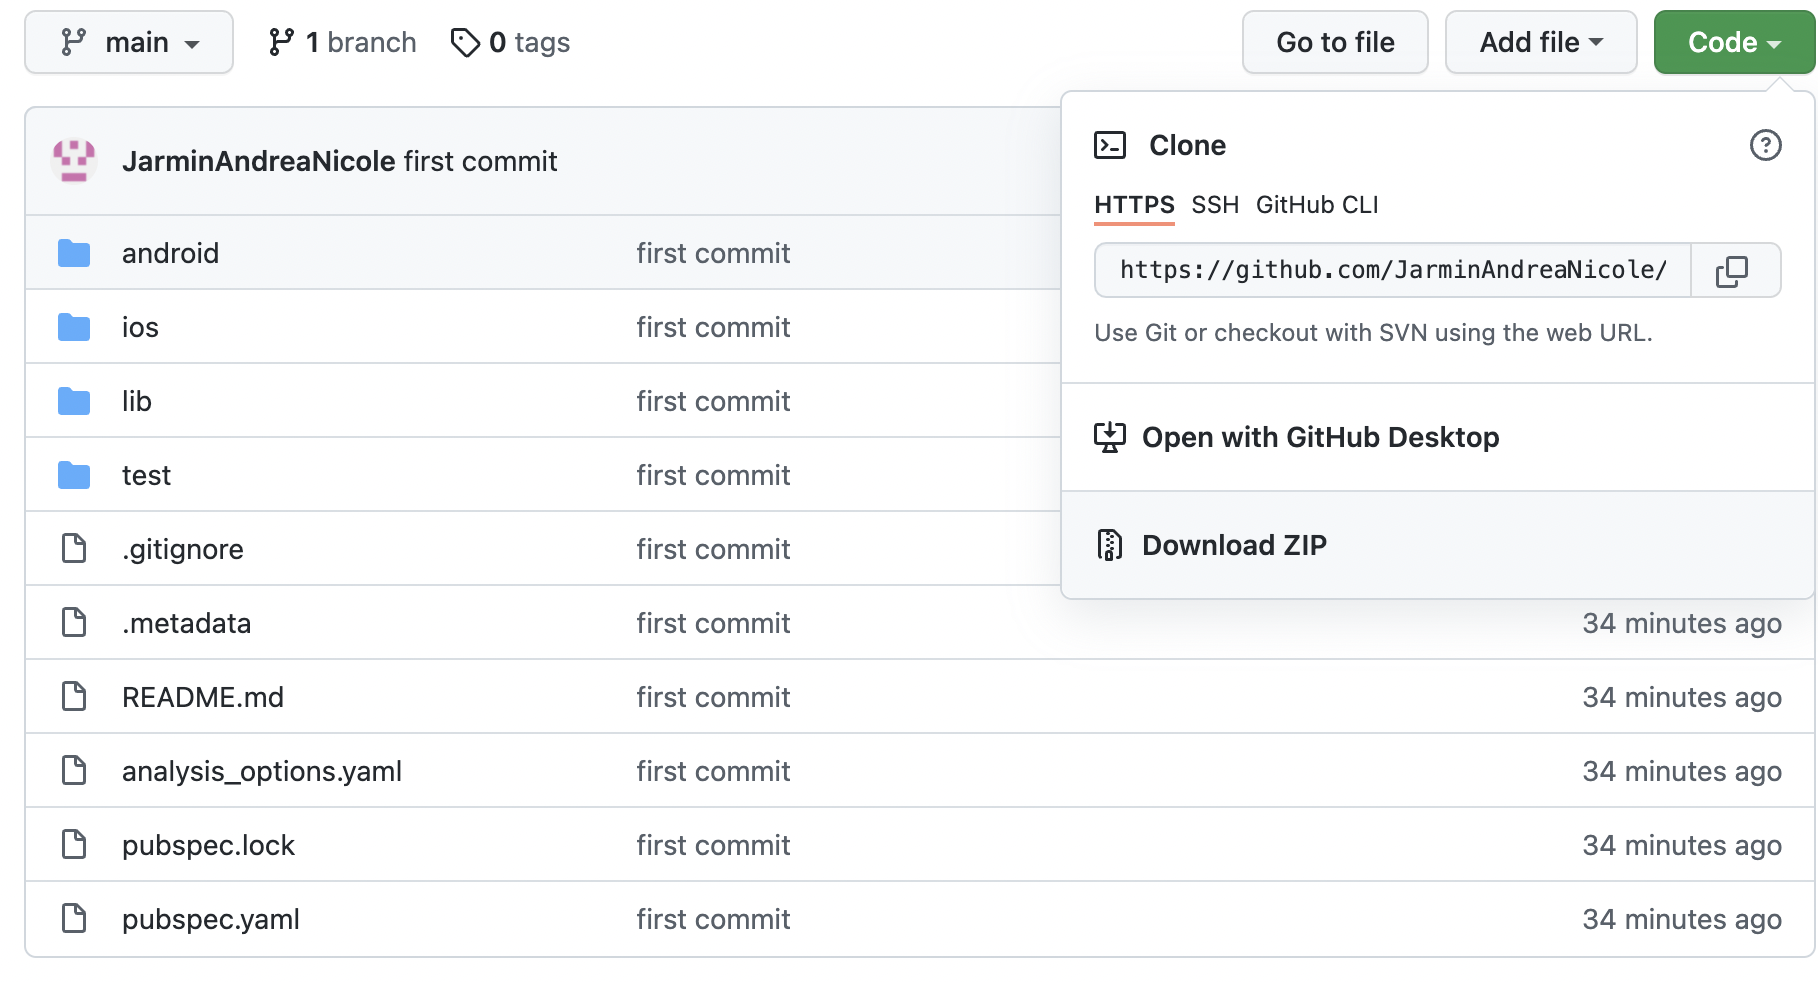 main 1 branch 0 tags Go to file Add file Code
JarminAndreaNicole first commit
Clone
HTTPS SSH GitHub CLI
https://github.com/JarminAndreaNicole/
Use Git or checkout with SVN using the web URL.
Open with GitHub Desktop
Download ZIP
android first commit
ios first commit
lib first commit
test first commit
.gitignore first commit
.metadata first commit 34 minutes ago
README.md first commit 34 minutes ago
analysis_options.yaml first commit 34 minutes ago
pubspec.lock first commit 34 minutes ago
pubspec.yaml first commit 34 minutes ago